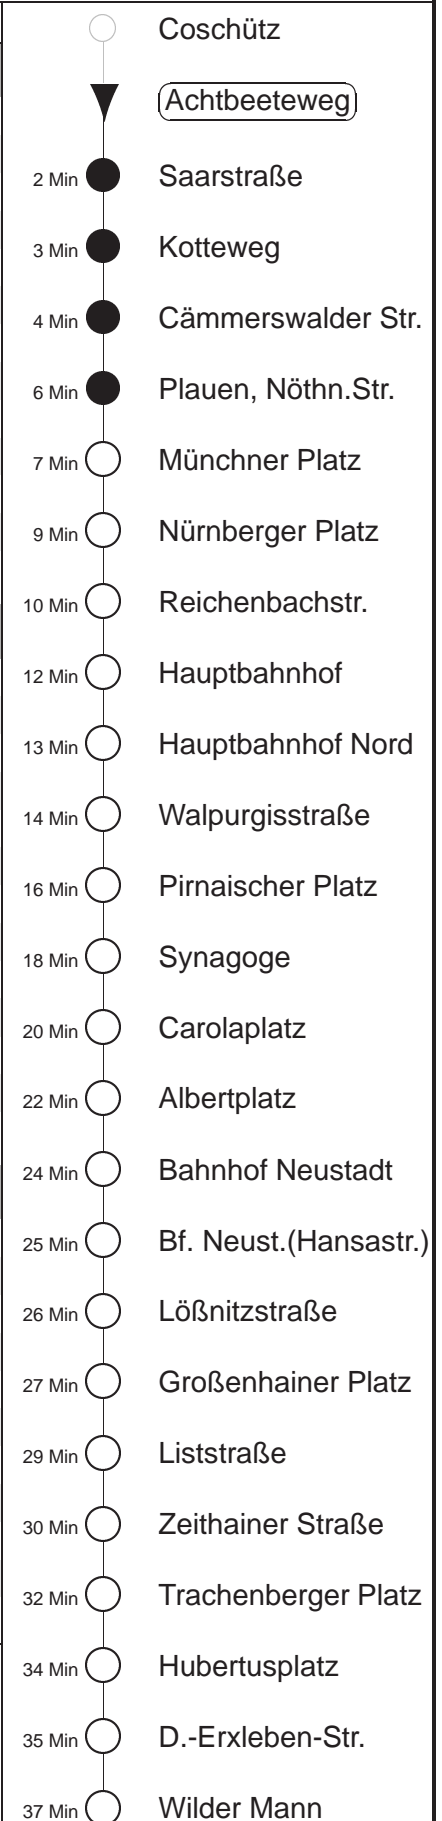 Coschütz
Achtbeeteweg
2 Min Saarstraße
3 Min Kotteweg
4 Min Cämmerswalder Str.
6 Min Plauen, Nöthn.Str.
7 Min Münchner Platz
9 Min Nürnberger Platz
10 Min Reichenbachstr.
12 Min Hauptbahnhof
13 Min Hauptbahnhof Nord
14 Min Walpurgisstraße
16 Min Pirnaischer Platz
18 Min Synagoge
20 Min Carolaplatz
22 Min Albertplatz
24 Min Bahnhof Neustadt
25 Min Bf. Neust.(Hansastr.)
26 Min Lößnitzstraße
27 Min Großenhainer Platz
29 Min Liststraße
30 Min Zeithainer Straße
32 Min Trachenberger Platz
34 Min Hubertusplatz
35 Min D.-Erxleben-Str.
37 Min Wilder Mann